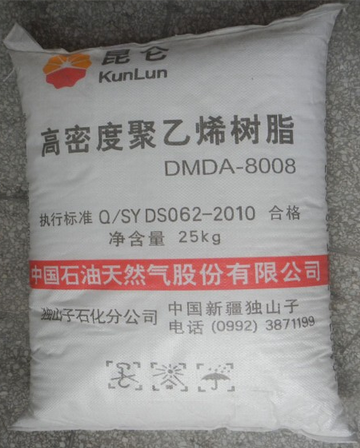 昆仑
KunLun
高密度聚乙烯树脂
DMDA-8008
执行标准 Q/SY DS062-2010 合格
净含量 25kg
中国石油天然气股份有限公司
独山子石化分公司
中国新疆独山子
电话 (0992) 3871199